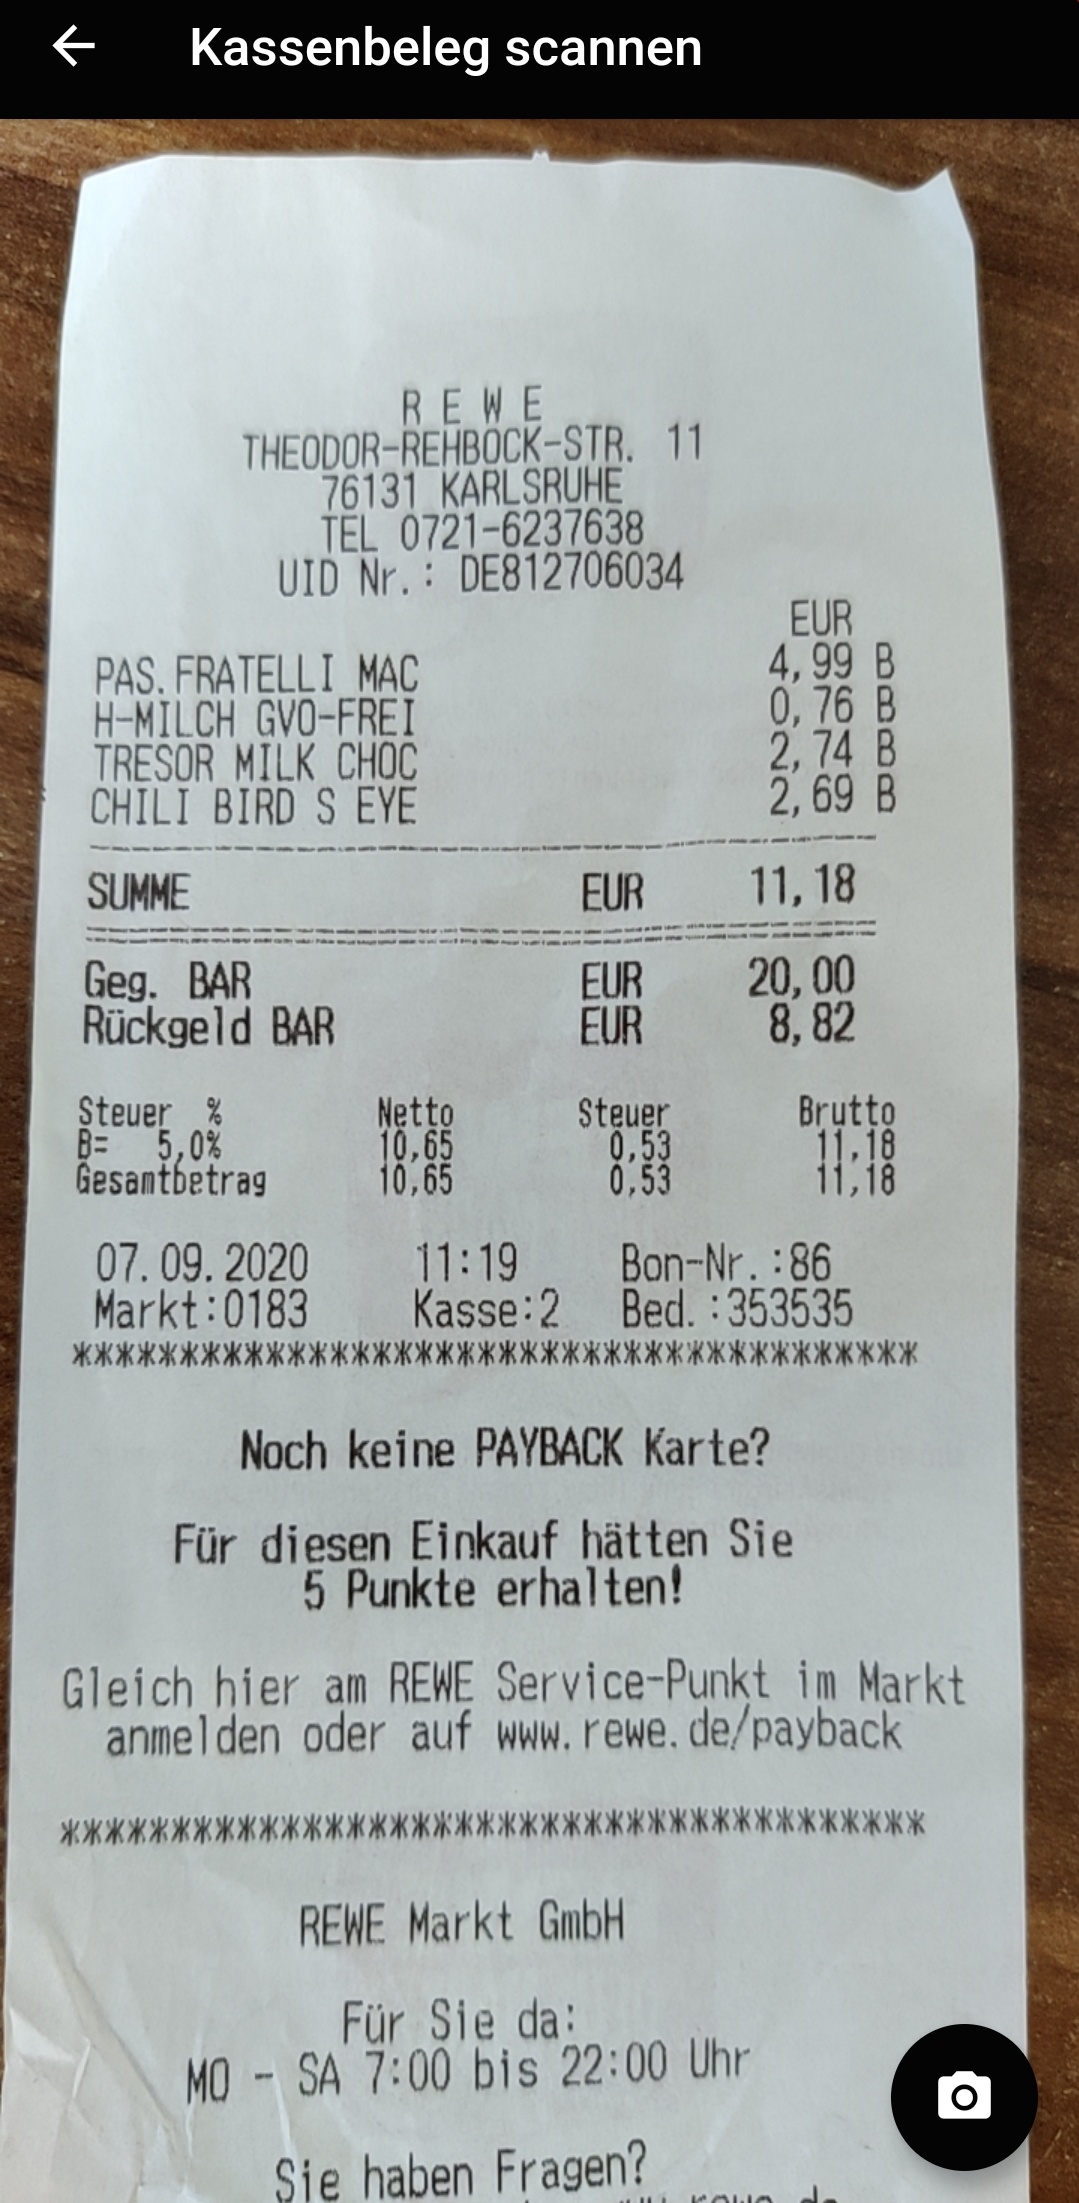 Kassenbeleg scannen
R E W E
THEODOR-REHBOCK-STR. 11
76131 KARLSRUHE
TEL 0721-6237638
UID Nr.: DE812706034
EUR
PAS.FRATELLI MAC 4,99 B
H-MILCH GVO-FREI 0,76 B
TRESOR MILK CHOC 2,74 B
CHILI BIRD S EYE 2,69 B
SUMME EUR 11,18
Geg. BAR EUR 20,00
Rückgeld BAR EUR 8,82
Steuer % Netto Steuer Brutto
B= 5,0% 10,65 0,53 11,18
Gesamtbetrag 10,65 0,53 11,18
07.09.2020 11:19 Bon-Nr.:86
Markt:0183 Kasse:2 Bed.:353535
****************************************
Noch keine PAYBACK Karte?
Für diesen Einkauf hätten Sie
5 Punkte erhalten!
Gleich hier am REWE Service-Punkt im Markt
anmelden oder auf www.rewe.de/payback
****************************************
REWE Markt GmbH
Für Sie da:
MO - SA 7:00 bis 22:00 Uhr
Sie haben Fragen?